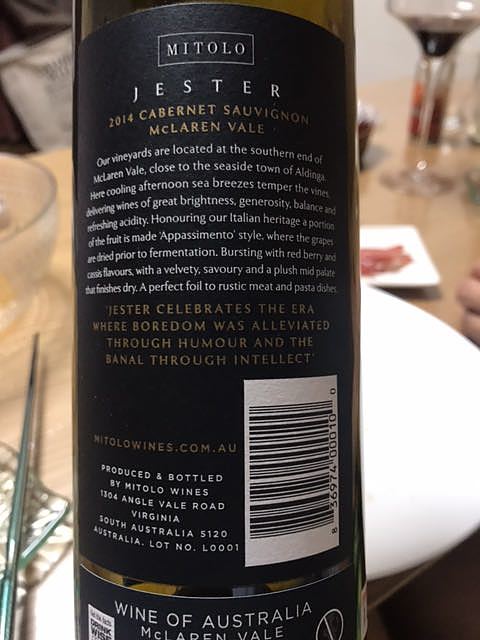 MITOLO
JESTER
2014 CABERNET SAUVIGNON
McLAREN VALE
Our vineyards are located at the southern end of
McLaren Vale, close to the seaside town of Aldinga.
Here cooling afternoon sea breezes temper the vines,
delivering wines of great brightness, generosity, balance and
refreshing acidity. Honouring our Italian heritage a portion
of the fruit is made 'Appassimento' style, where the grapes
are dried prior to fermentation. Bursting with red berry and
cassis flavours, with a velvety, savoury and a plush mid palate
that finishes dry. A perfect foil to rustic meat and pasta dishes.
'JESTER CELEBRATES THE ERA
WHERE BOREDOM WAS ALLEVIATED
THROUGH HUMOUR AND THE
BANAL THROUGH INTELLECT'
MITOLOWINES.COM.AU
PRODUCED & BOTTLED
BY MITOLO WINES
1304 ANGLE VALE ROAD
VIRGINIA
SOUTH AUSTRALIA 5120
AUSTRALIA. LOT NO. L0001
8 36974 00010 0
WINE OF AUSTRALIA
McLAREN VALE